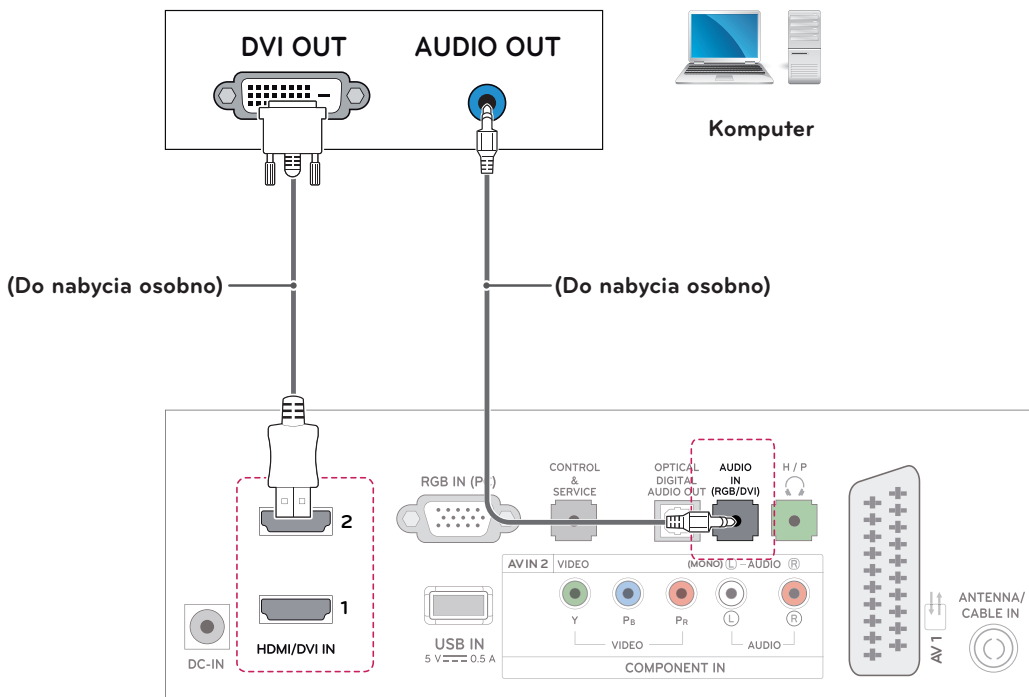 DVI OUT
AUDIO OUT
Komputer
(Do nabycia osobno)
(Do nabycia osobno)
RGB IN (PC)
CONTROL
&
SERVICE
OPTICAL
DIGITAL
AUDIO OUT
AUDIO
IN
(RGB/DVI)
H / P
2
1
HDMI/DVI IN
DC-IN
USB IN
5 V 0.5 A
AV IN 2
VIDEO
(MONO) L - AUDIO R
Y
PB
PR
L
R
VIDEO
AUDIO
COMPONENT IN
AV 1
ANTENNA/
CABLE IN